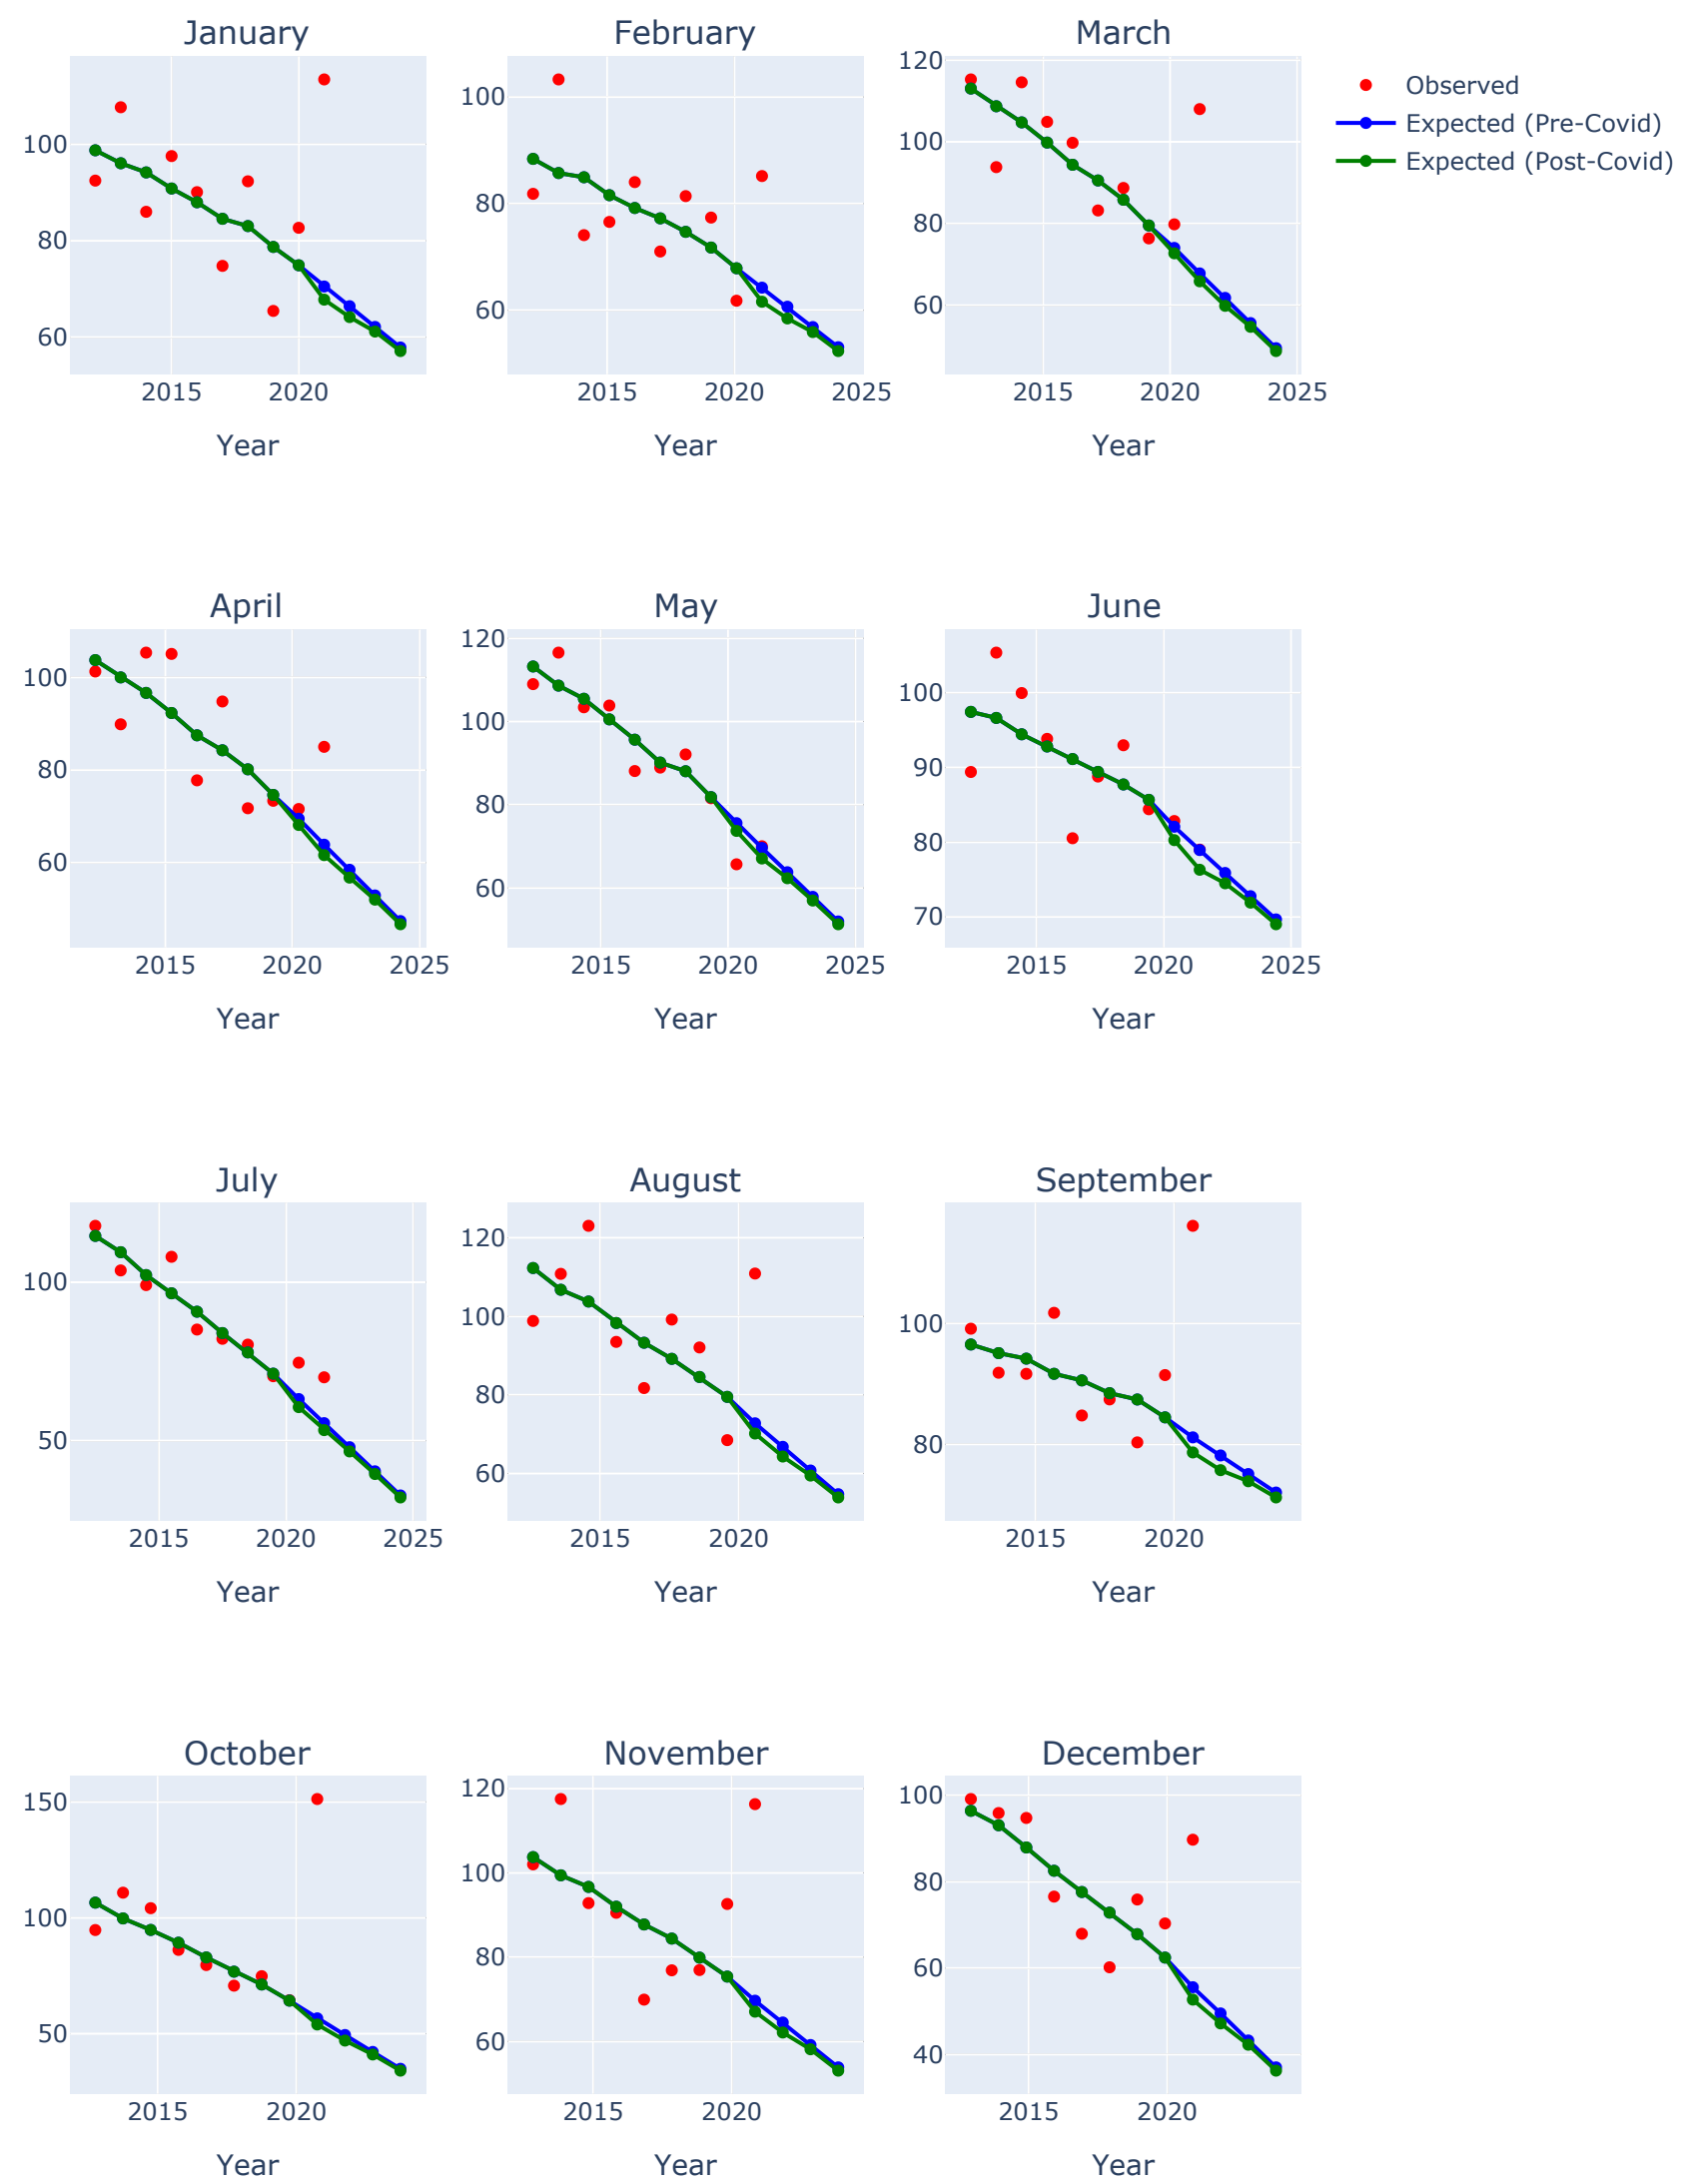 January
February
March
100
80
60
2015
2020
Year
100
80
60
2015
2020
2025
Year
120
100
80
60
2015
2020
2025
Year
Observed
Expected (Pre-Covid)
Expected (Post-Covid)
April
May
June
100
80
60
2015
2020
2025
Year
120
100
80
60
2015
2020
2025
Year
100
90
80
70
2015
2020
2025
Year
July
August
September
100
50
2015
2020
2025
Year
120
100
80
60
2015
2020
Year
100
80
2015
2020
Year
October
November
December
150
100
50
2015
2020
Year
120
100
80
60
2015
2020
Year
100
80
60
40
2015
2020
Year